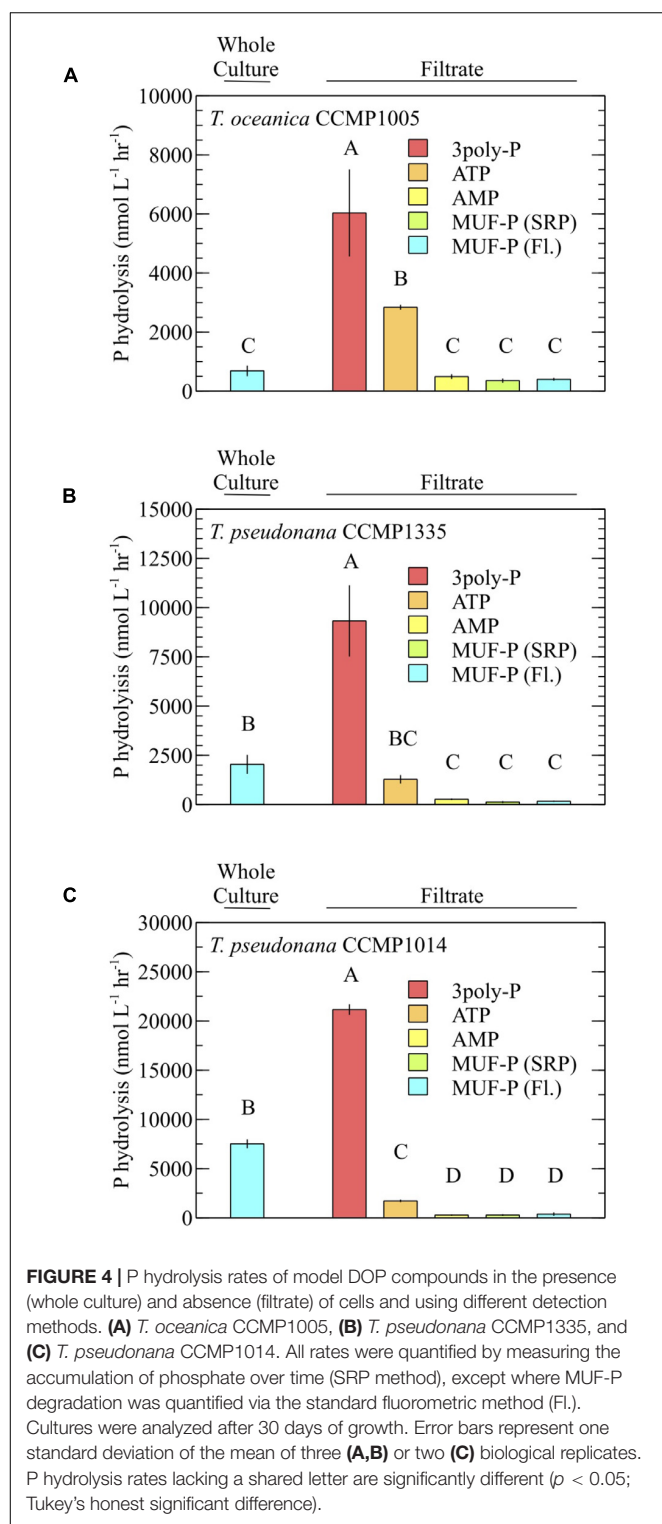 Whole
Culture
Filtrate
A
10000
8000
6000
4000
2000
0
P hydrolysis (nmol L⁻¹ hr⁻¹)
T. oceanica CCMP1005
3poly-P
ATP
AMP
MUF-P (SRP)
MUF-P (Fl.)
C
A
B
C
C
C
Whole
Culture
Filtrate
B
15000
12500
10000
7500
5000
2500
0
P hydrolyisis (nmol L⁻¹ hr⁻¹)
T. pseudonana CCMP1335
3poly-P
ATP
AMP
MUF-P (SRP)
MUF-P (Fl.)
B
A
BC
C
C
C
Whole
Culture
Filtrate
C
30000
25000
20000
15000
10000
5000
0
P hydrolysis (nmol L⁻¹ hr⁻¹)
T. pseudonana CCMP1014
3poly-P
ATP
AMP
MUF-P (SRP)
MUF-P (Fl.)
B
A
C
D
D
D
FIGURE 4 | P hydrolysis rates of model DOP compounds in the presence
(whole culture) and absence (filtrate) of cells and using different detection
methods. (A) T. oceanica CCMP1005, (B) T. pseudonana CCMP1335, and
(C) T. pseudonana CCMP1014. All rates were quantified by measuring the
accumulation of phosphate over time (SRP method), except where MUF-P
degradation was quantified via the standard fluorometric method (Fl.).
Cultures were analyzed after 30 days of growth. Error bars represent one
standard deviation of the mean of three (A,B) or two (C) biological replicates.
P hydrolysis rates lacking a shared letter are significantly different (p < 0.05;
Tukey's honest significant difference).